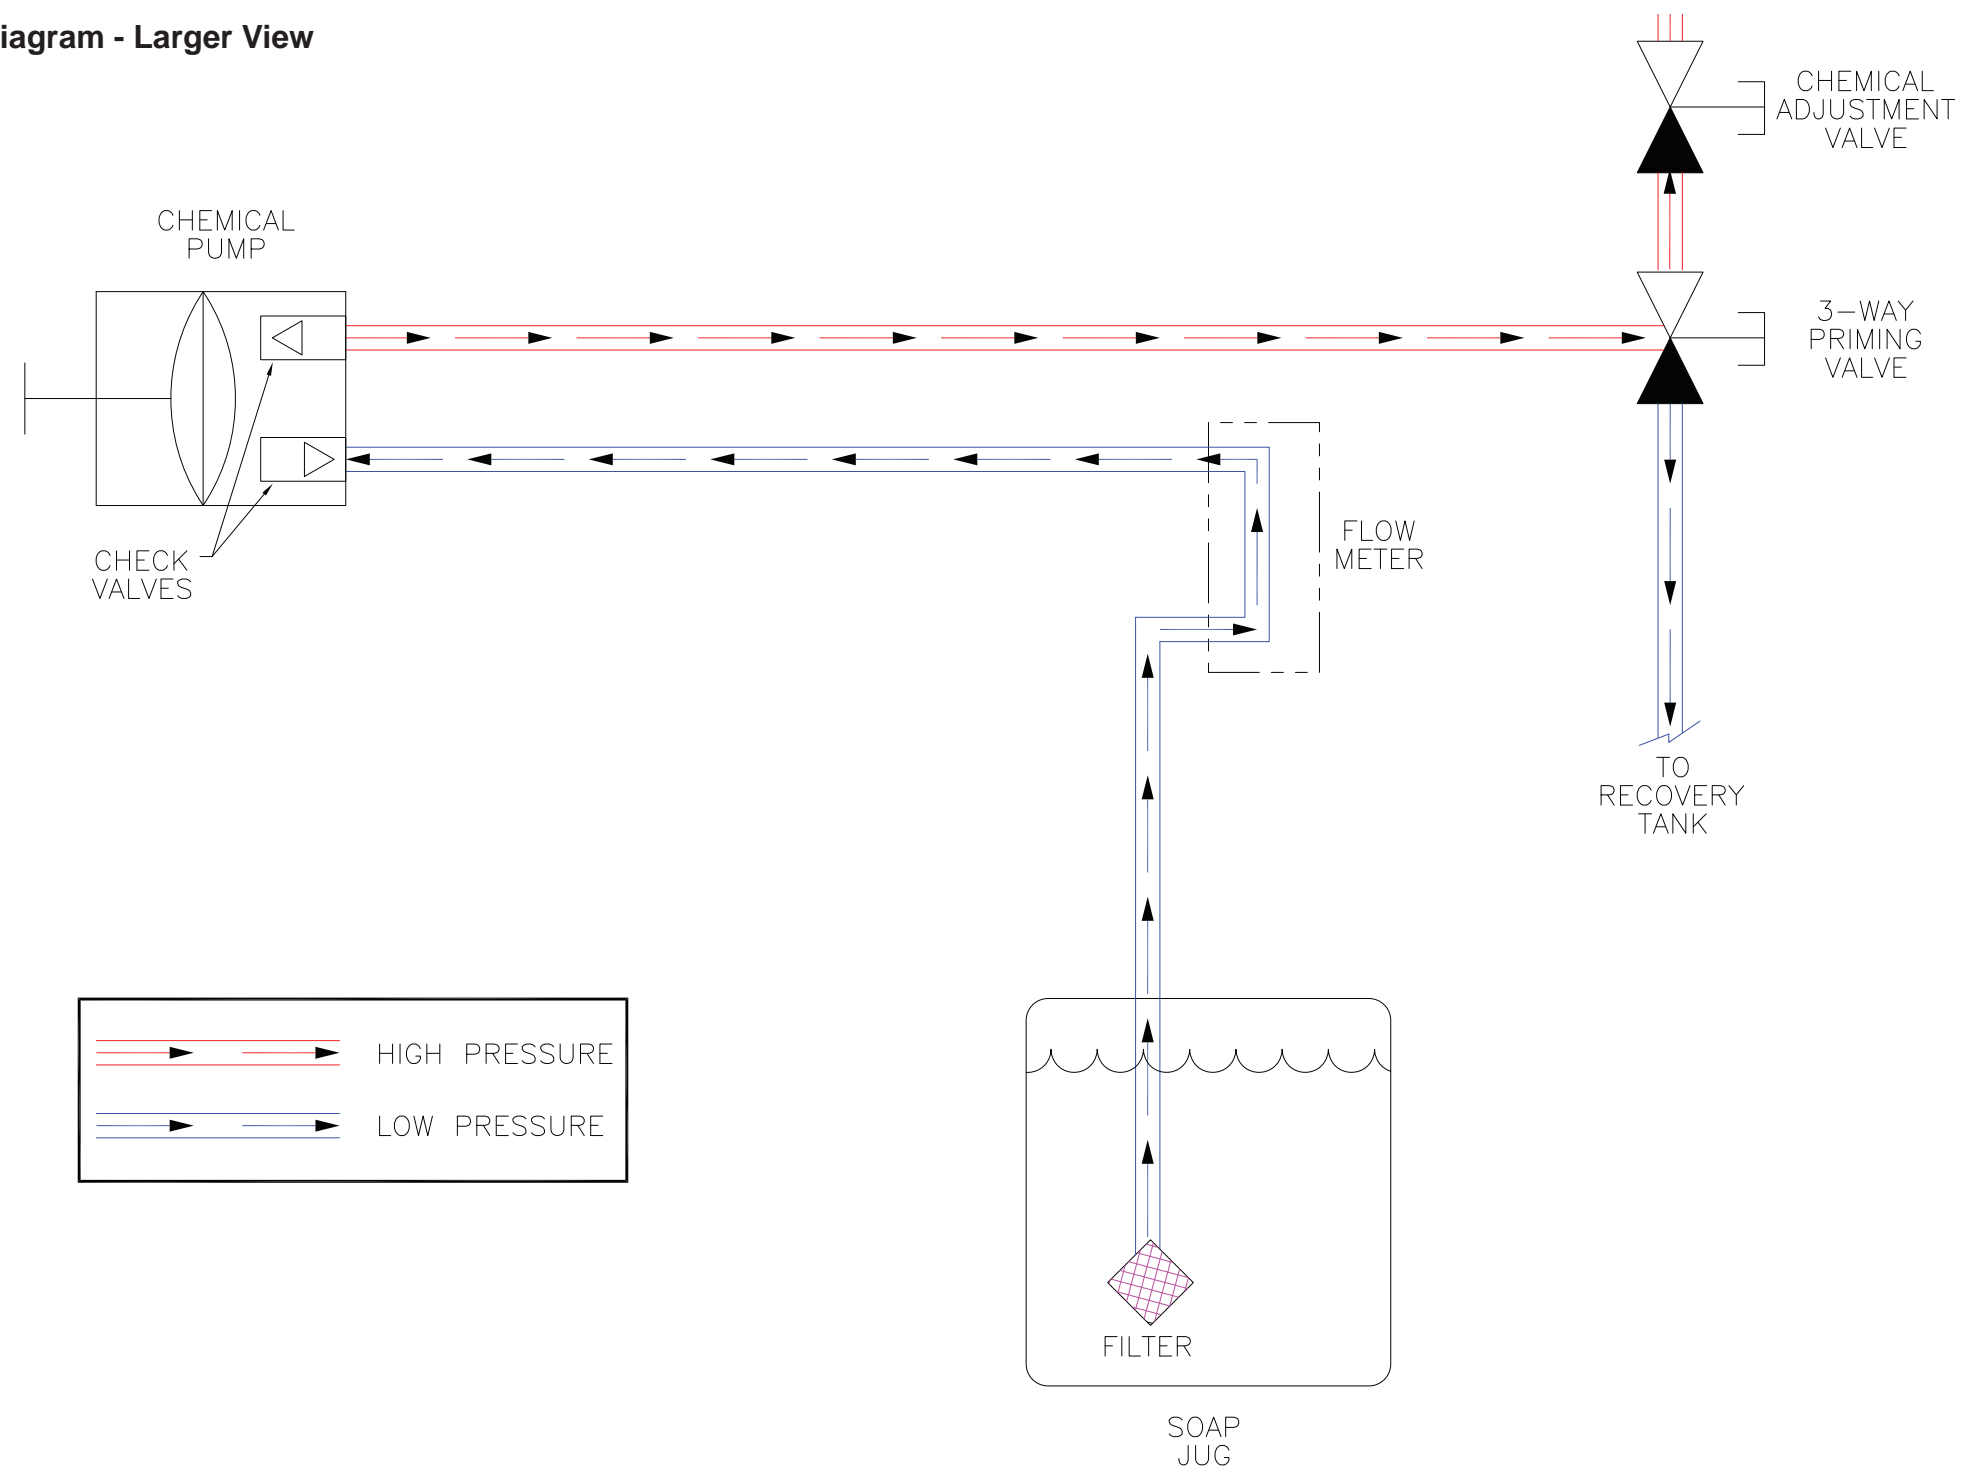 iagram - Larger View
CHEMICAL
ADJUSTMENT
VALVE
CHEMICAL
PUMP
3-WAY
PRIMING
VALVE
FLOW
METER
CHECK
VALVES
TO
RECOVERY
TANK
HIGH PRESSURE
LOW PRESSURE
FILTER
SOAP
JUG